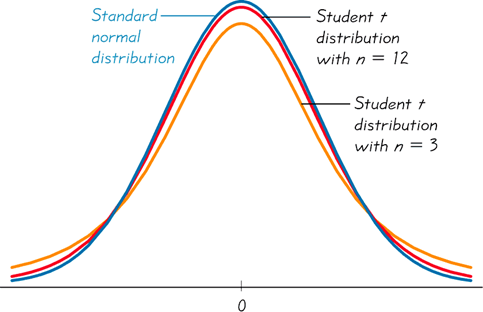 Standard
normal
distribution
Student t
distribution
with n = 12
Student t
distribution
with n = 3
0